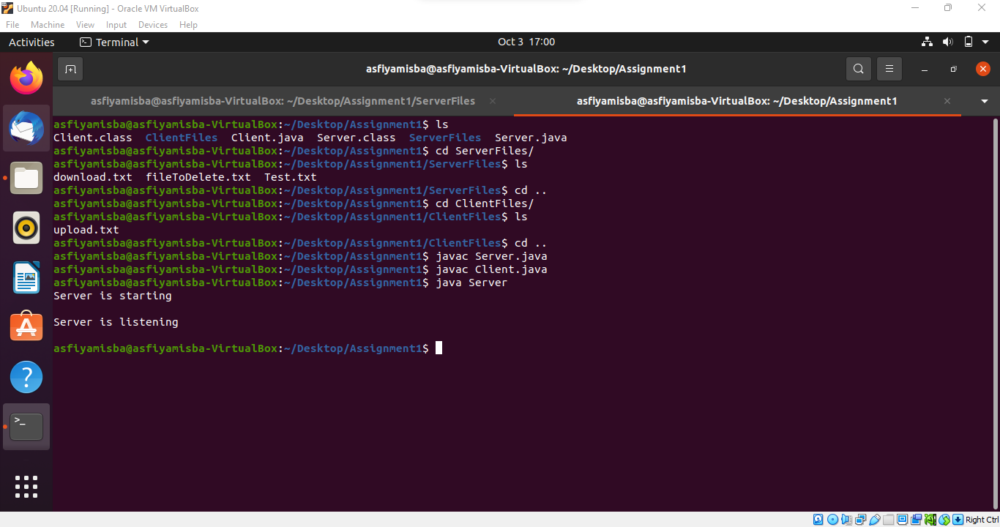 Ubuntu 20.04 [Running] - Oracle VM VirtualBox
File Machine View Input Devices Help
Activities Terminal Oct 3 17:00
asfiyamisba@asfiyamisba-VirtualBox: ~/Desktop/Assignment1
asfiyamisba@asfiyamisba-VirtualBox: ~/Desktop/Assignment1/ServerFiles × asfiyamisba@asfiyamisba-VirtualBox: ~/Desktop/Assignment1 ×
asfiyamisba@asfiyamisba-VirtualBox:~/Desktop/Assignment1$ ls
Client.class ClientFiles Client.java Server.class ServerFiles Server.java
asfiyamisba@asfiyamisba-VirtualBox:~/Desktop/Assignment1$ cd ServerFiles/
asfiyamisba@asfiyamisba-VirtualBox:~/Desktop/Assignment1/ServerFiles$ ls
download.txt fileToDelete.txt Test.txt
asfiyamisba@asfiyamisba-VirtualBox:~/Desktop/Assignment1/ServerFiles$ cd ..
asfiyamisba@asfiyamisba-VirtualBox:~/Desktop/Assignment1$ cd ClientFiles/
asfiyamisba@asfiyamisba-VirtualBox:~/Desktop/Assignment1/ClientFiles$ ls
upload.txt
asfiyamisba@asfiyamisba-VirtualBox:~/Desktop/Assignment1/ClientFiles$ cd ..
asfiyamisba@asfiyamisba-VirtualBox:~/Desktop/Assignment1$ javac Server.java
asfiyamisba@asfiyamisba-VirtualBox:~/Desktop/Assignment1$ javac Client.java
asfiyamisba@asfiyamisba-VirtualBox:~/Desktop/Assignment1$ java Server
Server is starting
Server is listening
asfiyamisba@asfiyamisba-VirtualBox:~/Desktop/Assignment1$
Right Ctrl